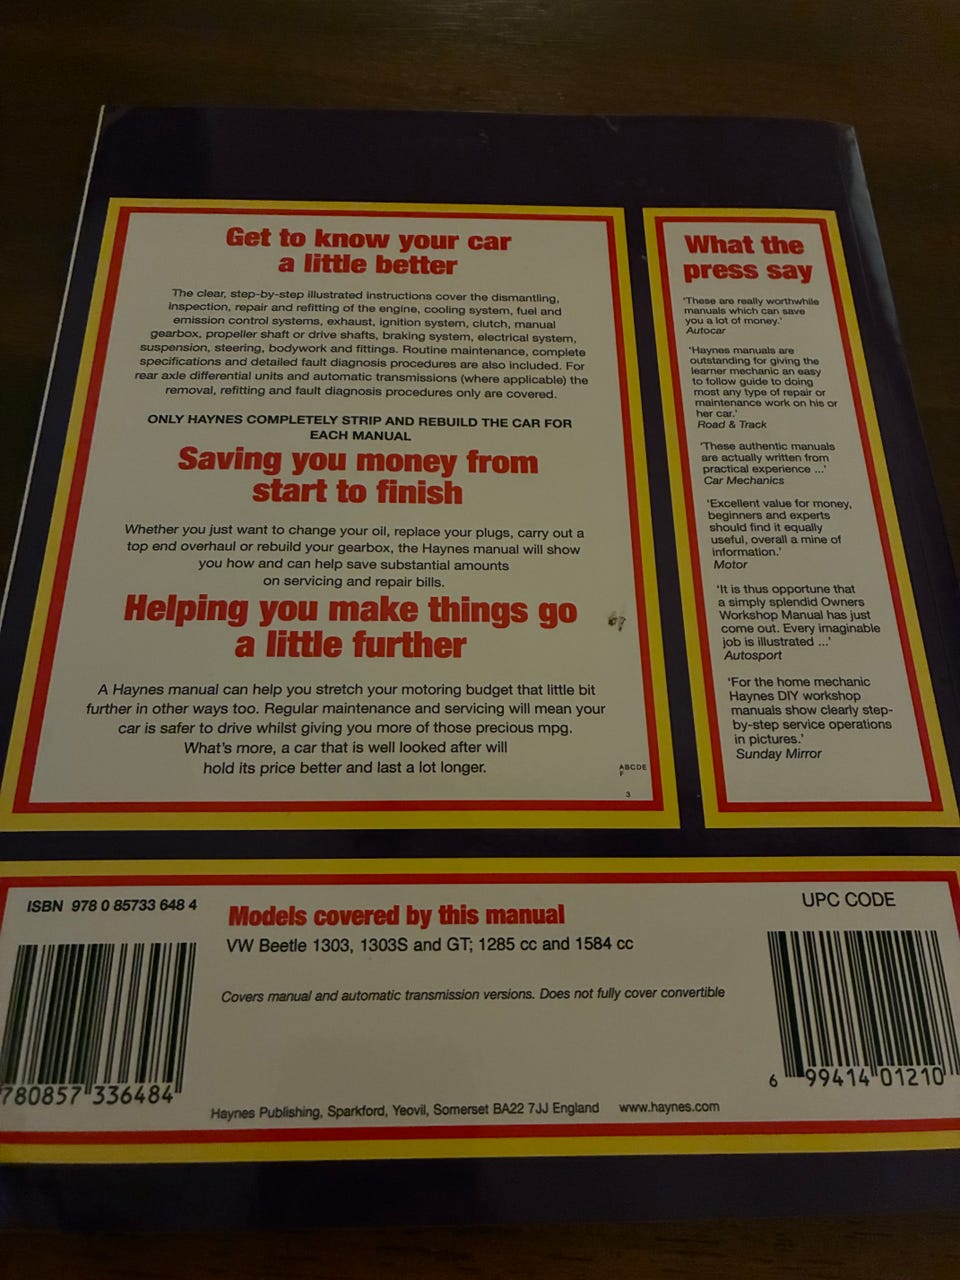 Get to know your car
a little better
The clear, step-by-step illustrated instructions cover the dismantling,
inspection, repair and refitting of the engine, cooling system, fuel and
emission control systems, exhaust, ignition system, clutch, manual
gearbox, propeller shaft or drive shafts, braking system, electrical system,
suspension, steering, bodywork and fittings. Routine maintenance, complete
specifications and detailed fault diagnosis procedures are also included. For
rear axle differential units and automatic transmissions (where applicable) the
removal, refitting and fault diagnosis procedures only are covered.
ONLY HAYNES COMPLETELY STRIP AND REBUILD THE CAR FOR
EACH MANUAL
Saving you money from
start to finish
Whether you just want to change your oil, replace your plugs, carry out a
top end overhaul or rebuild your gearbox, the Haynes manual will show
you how and can help save substantial amounts
on servicing and repair bills.
Helping you make things go
a little further
A Haynes manual can help you stretch your motoring budget that little bit
further in other ways too. Regular maintenance and servicing will mean your
car is safer to drive whilst giving you more of those precious mpg.
What's more, a car that is well looked after will
hold its price better and last a lot longer.
ABCDE
F
3
What the
press say
'These are really worthwhile
manuals which can save
you a lot of money.'
Autocar
'Haynes manuals are
outstanding for giving the
learner mechanic an easy
to follow guide to doing
most any type of repair or
maintenance work on his or
her car.'
Road & Track
'These authentic manuals
are actually written from
practical experience ...'
Car Mechanics
'Excellent value for money,
beginners and experts
should find it equally
useful, overall a mine of
information.'
Motor
'It is thus opportune that
a simply splendid Owners
Workshop Manual has just
come out. Every imaginable
job is illustrated ...'
Autosport
'For the home mechanic
Haynes DIY workshop
manuals show clearly step-
by-step service operations
in pictures.'
Sunday Mirror
ISBN 978 0 85733 648 4
780857 336484
Models covered by this manual
VW Beetle 1303, 1303S and GT; 1285 cc and 1584 cc
Covers manual and automatic transmission versions. Does not fully cover convertible
Haynes Publishing, Sparkford, Yeovil, Somerset BA22 7JJ England www.haynes.com
UPC CODE
6 99414 01210